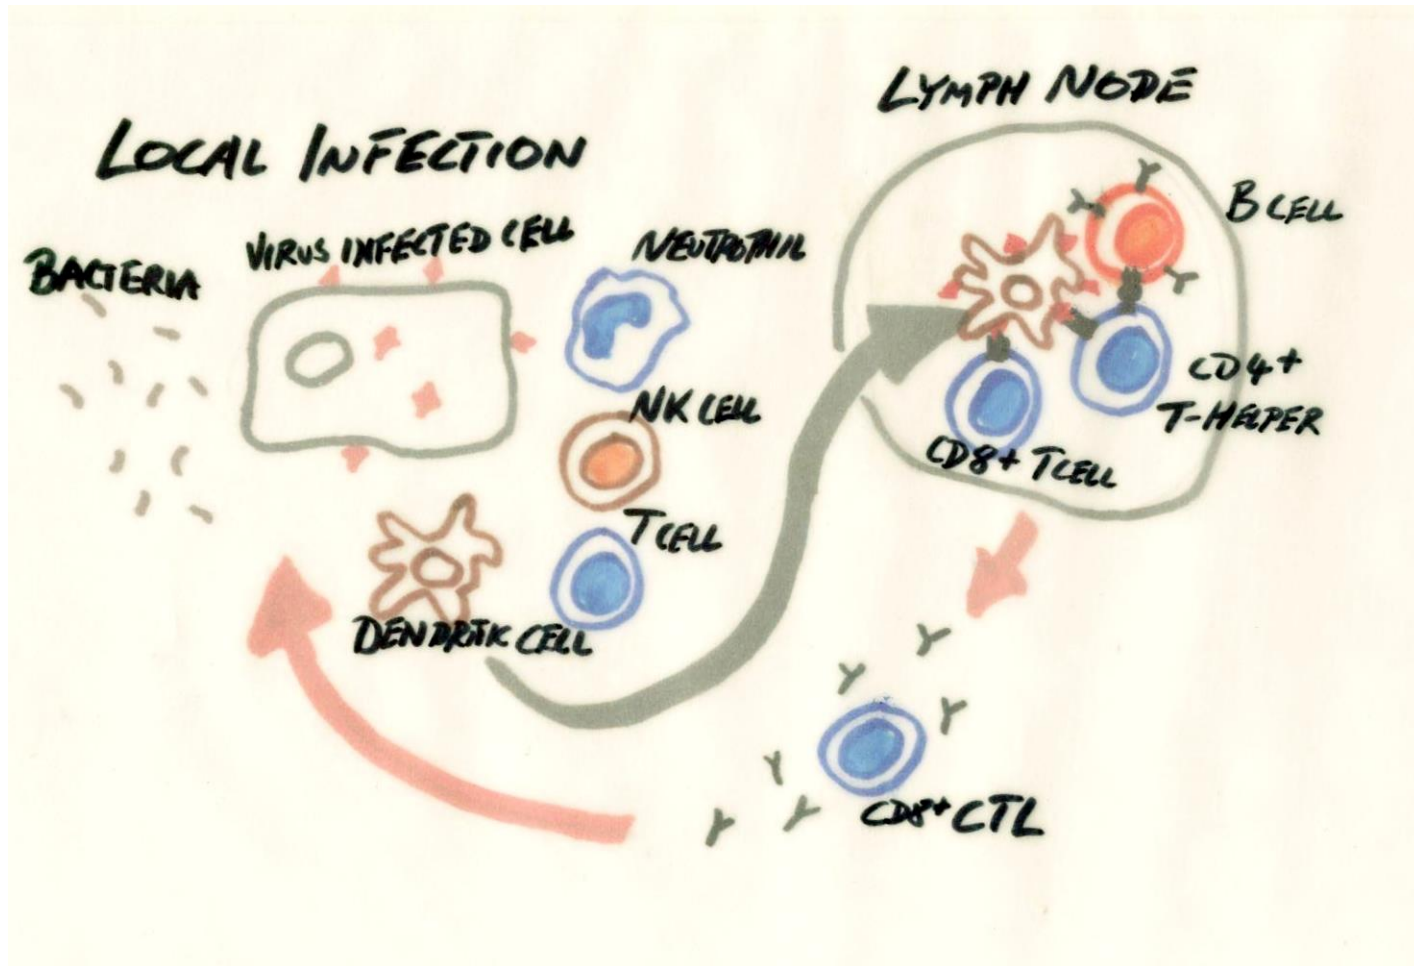 LOCAL INFECTION
BACTERIA
VIRUS INFECTED CELL
NEUTROPHIL
NK CELL
T CELL
DENDRITIC CELL
LYMPH NODE
B CELL
CD4+
T-HELPER
CD8+ TCELL
CD8+ CTL